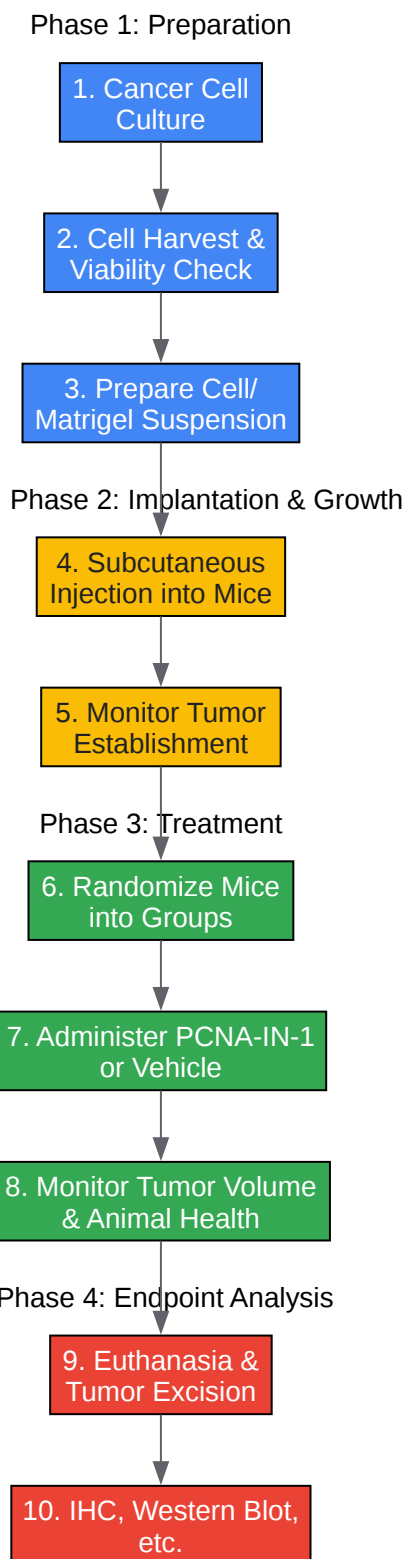 Phase 1: Preparation
1. Cancer Cell
Culture
2. Cell Harvest &
Viability Check
3. Prepare Cell/
Matrigel Suspension
Phase 2: Implantation & Growth
4. Subcutaneous
Injection into Mice
5. Monitor Tumor
Establishment
Phase 3: Treatment
6. Randomize Mice
into Groups
7. Administer PCNA-IN-1
or Vehicle
8. Monitor Tumor Volume
& Animal Health
Phase 4: Endpoint Analysis
9. Euthanasia &
Tumor Excision
10. IHC, Western Blot,
etc.